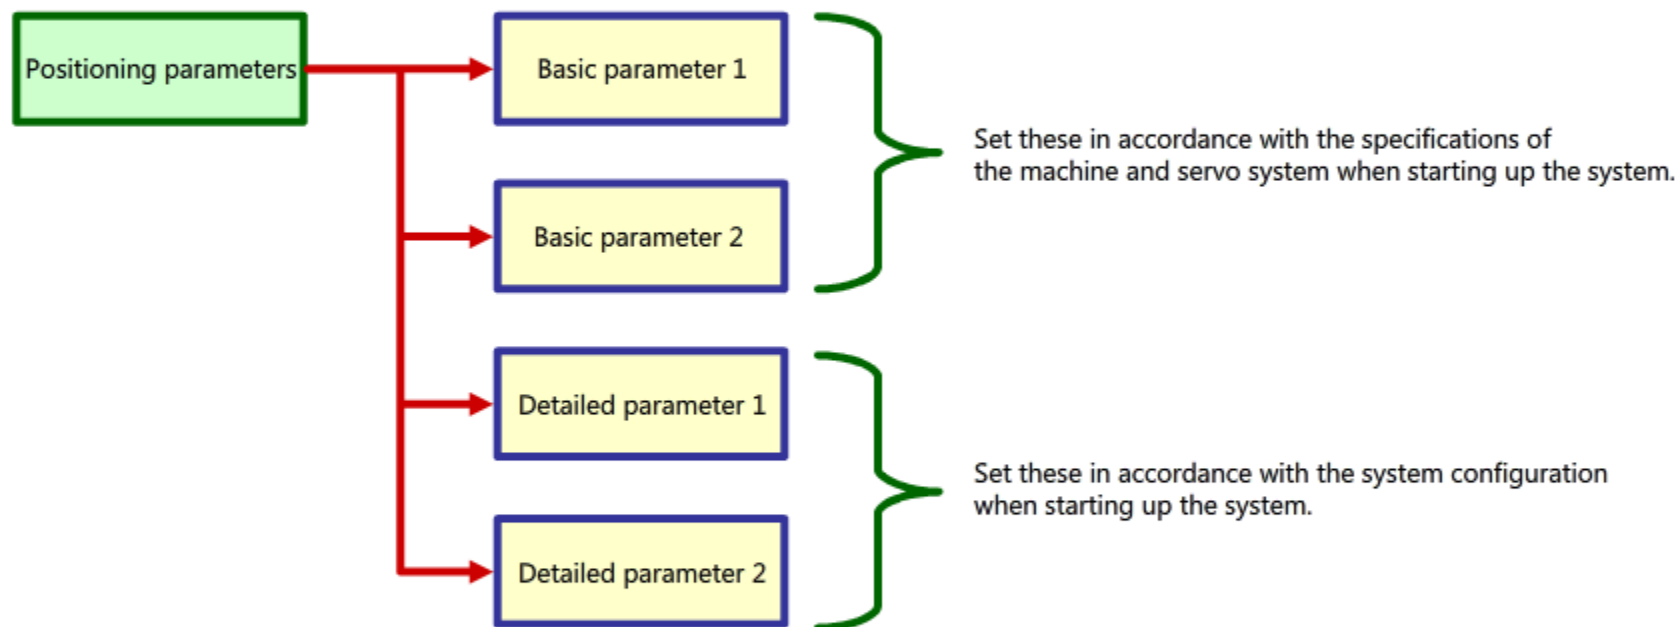 Positioning parameters
Basic parameter 1
Basic parameter 2
Set these in accordance with the specifications of
the machine and servo system when starting up the system.
Detailed parameter 1
Detailed parameter 2
Set these in accordance with the system configuration
when starting up the system.